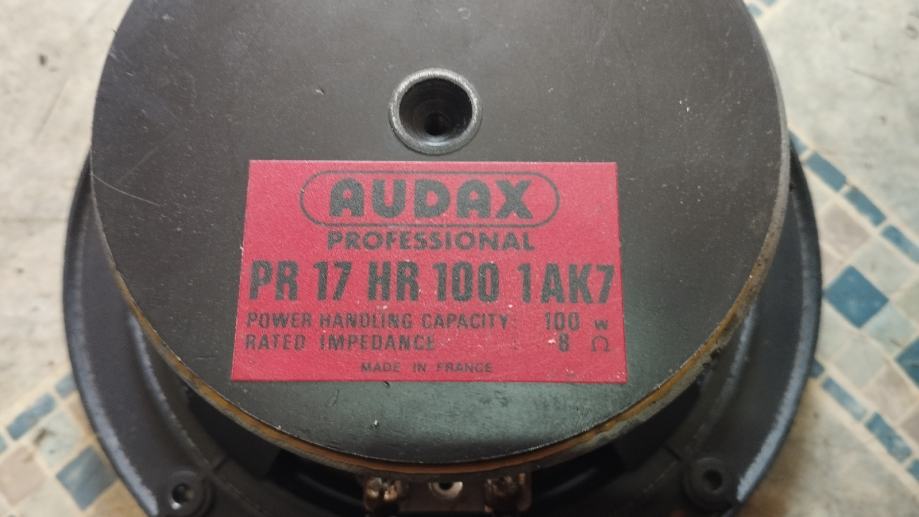 AUDAX
PROFESSIONAL
PR 17 HR 100 1AK7
POWER HANDLING CAPACITY: 100 w
RATED IMPEDANCE 8 Ω
MADE IN FRANCE